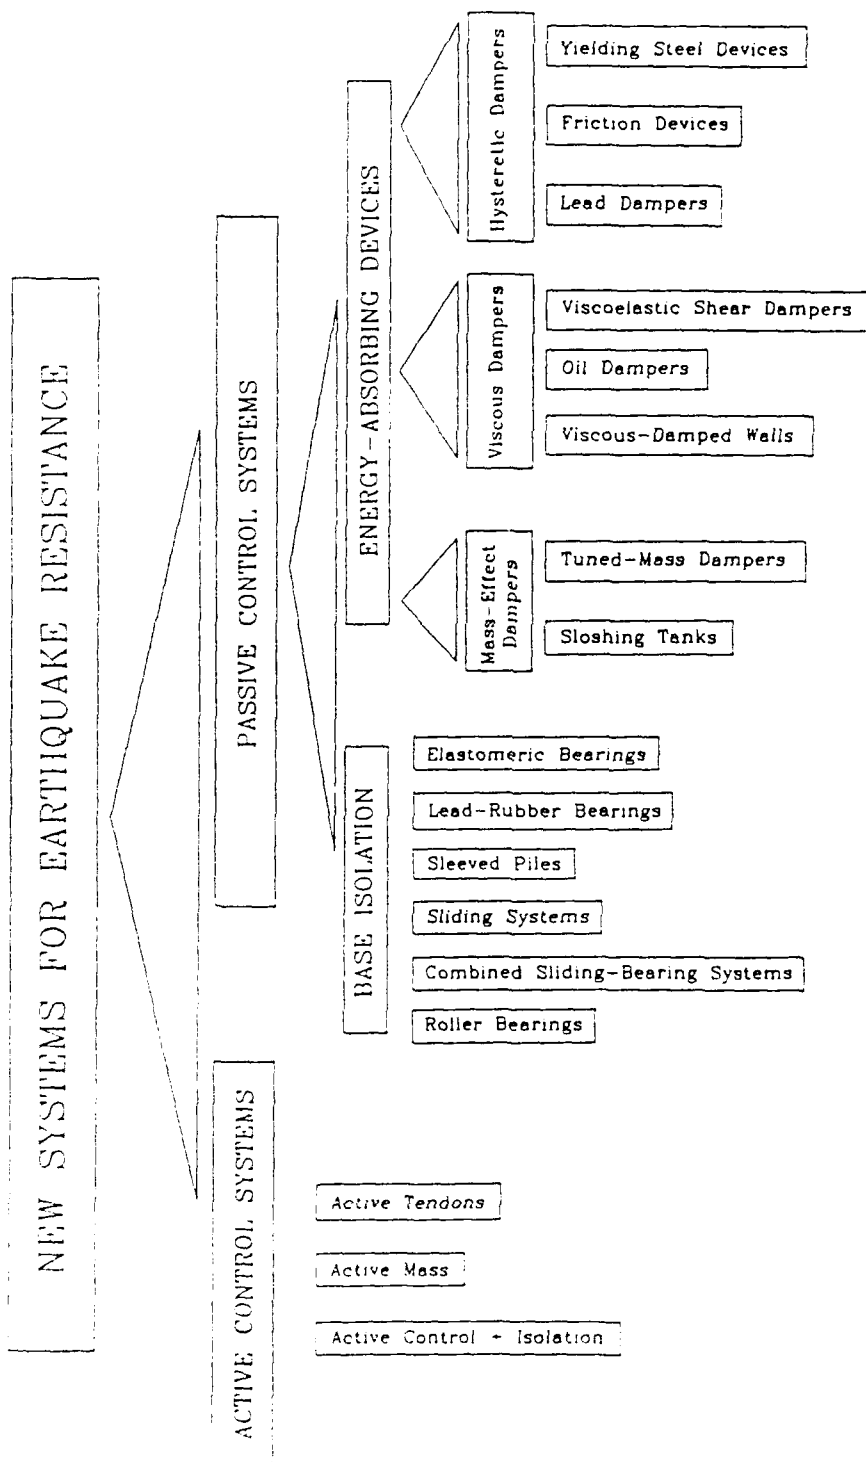 NEW SYSTEMS FOR EARTHQUAKE RESISTANCE
PASSIVE CONTROL SYSTEMS
ENERGY-ABSORBING DEVICES
Hysteretic Dampers
Yielding Steel Devices
Friction Devices
Lead Dampers
Viscous Dampers
Viscoelastic Shear Dampers
Oil Dampers
Viscous-Damped Walls
Mass-Effect
Dampers
Tuned-Mass Dampers
Sloshing Tanks
BASE ISOLATION
Elastomeric Bearings
Lead-Rubber Bearings
Sleeved Piles
Sliding Systems
Combined Sliding-Bearing Systems
Roller Bearings
ACTIVE CONTROL SYSTEMS
Active Tendons
Active Mass
Active Control + Isolation